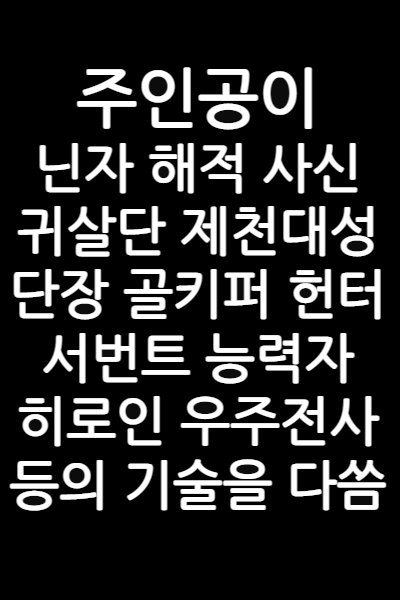 주인공이
닌자 해적 사신
귀살단 제천대성
단장 골키퍼 헌터
서번트 능력자
히로인 우주전사
등의 기술을 다씀